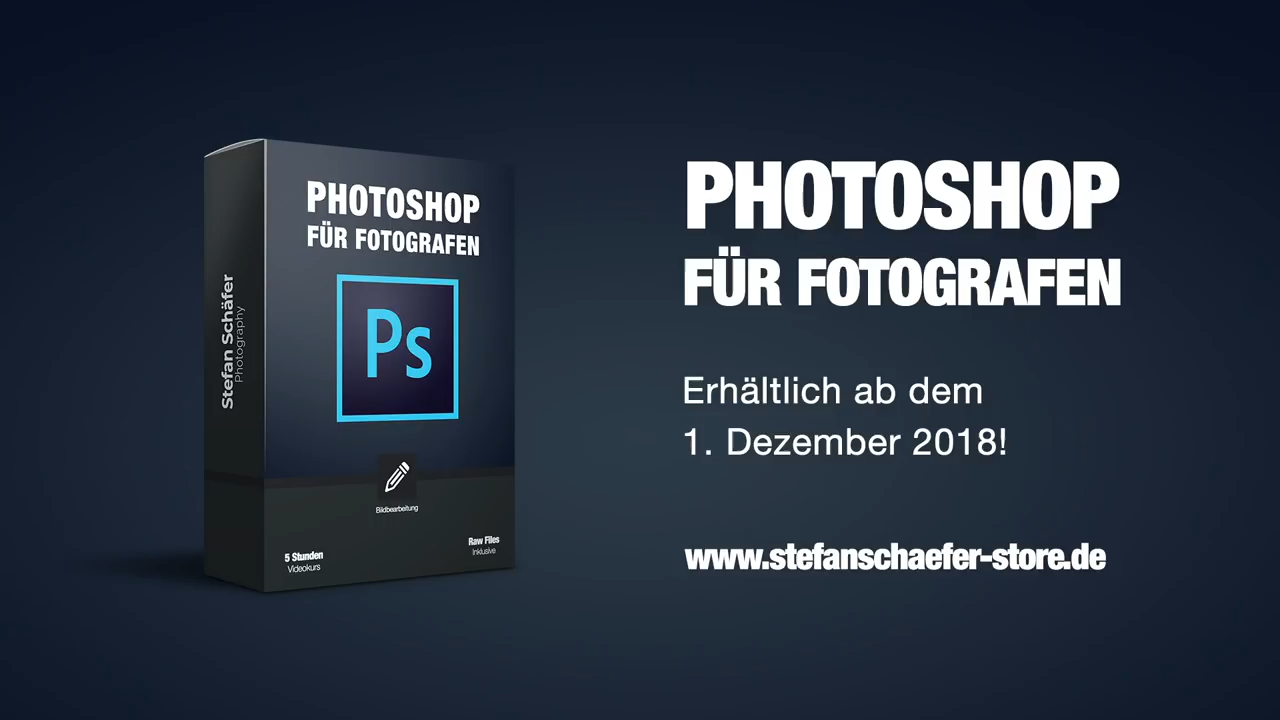 PHOTOSHOP
FÜR FOTOGRAFEN
Ps
Stefan Schäfer
Photography
Bildbearbeitung
5 Stunden
Videokurs
Raw Files
Inklusive
PHOTOSHOP
FÜR FOTOGRAFEN
Erhältlich ab dem
1. Dezember 2018!
www.stefanschaefer-store.de